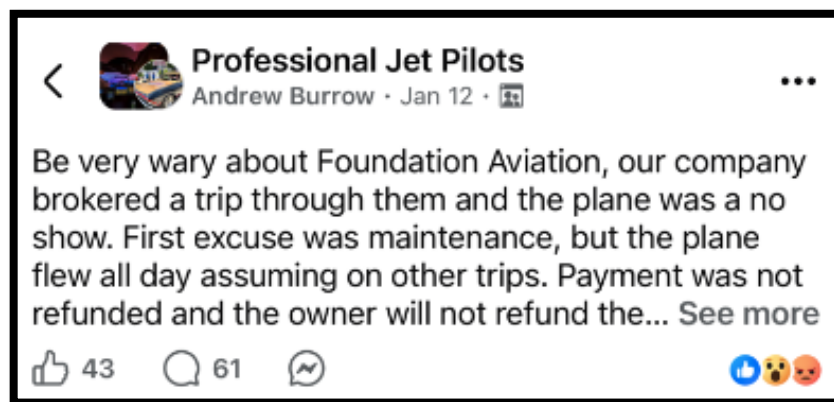 Professional Jet Pilots
Andrew Burrow · Jan 12 ·
Be very wary about Foundation Aviation, our company
brokered a trip through them and the plane was a no
show. First excuse was maintenance, but the plane
flew all day assuming on other trips. Payment was not
refunded and the owner will not refund the... See more
43 61